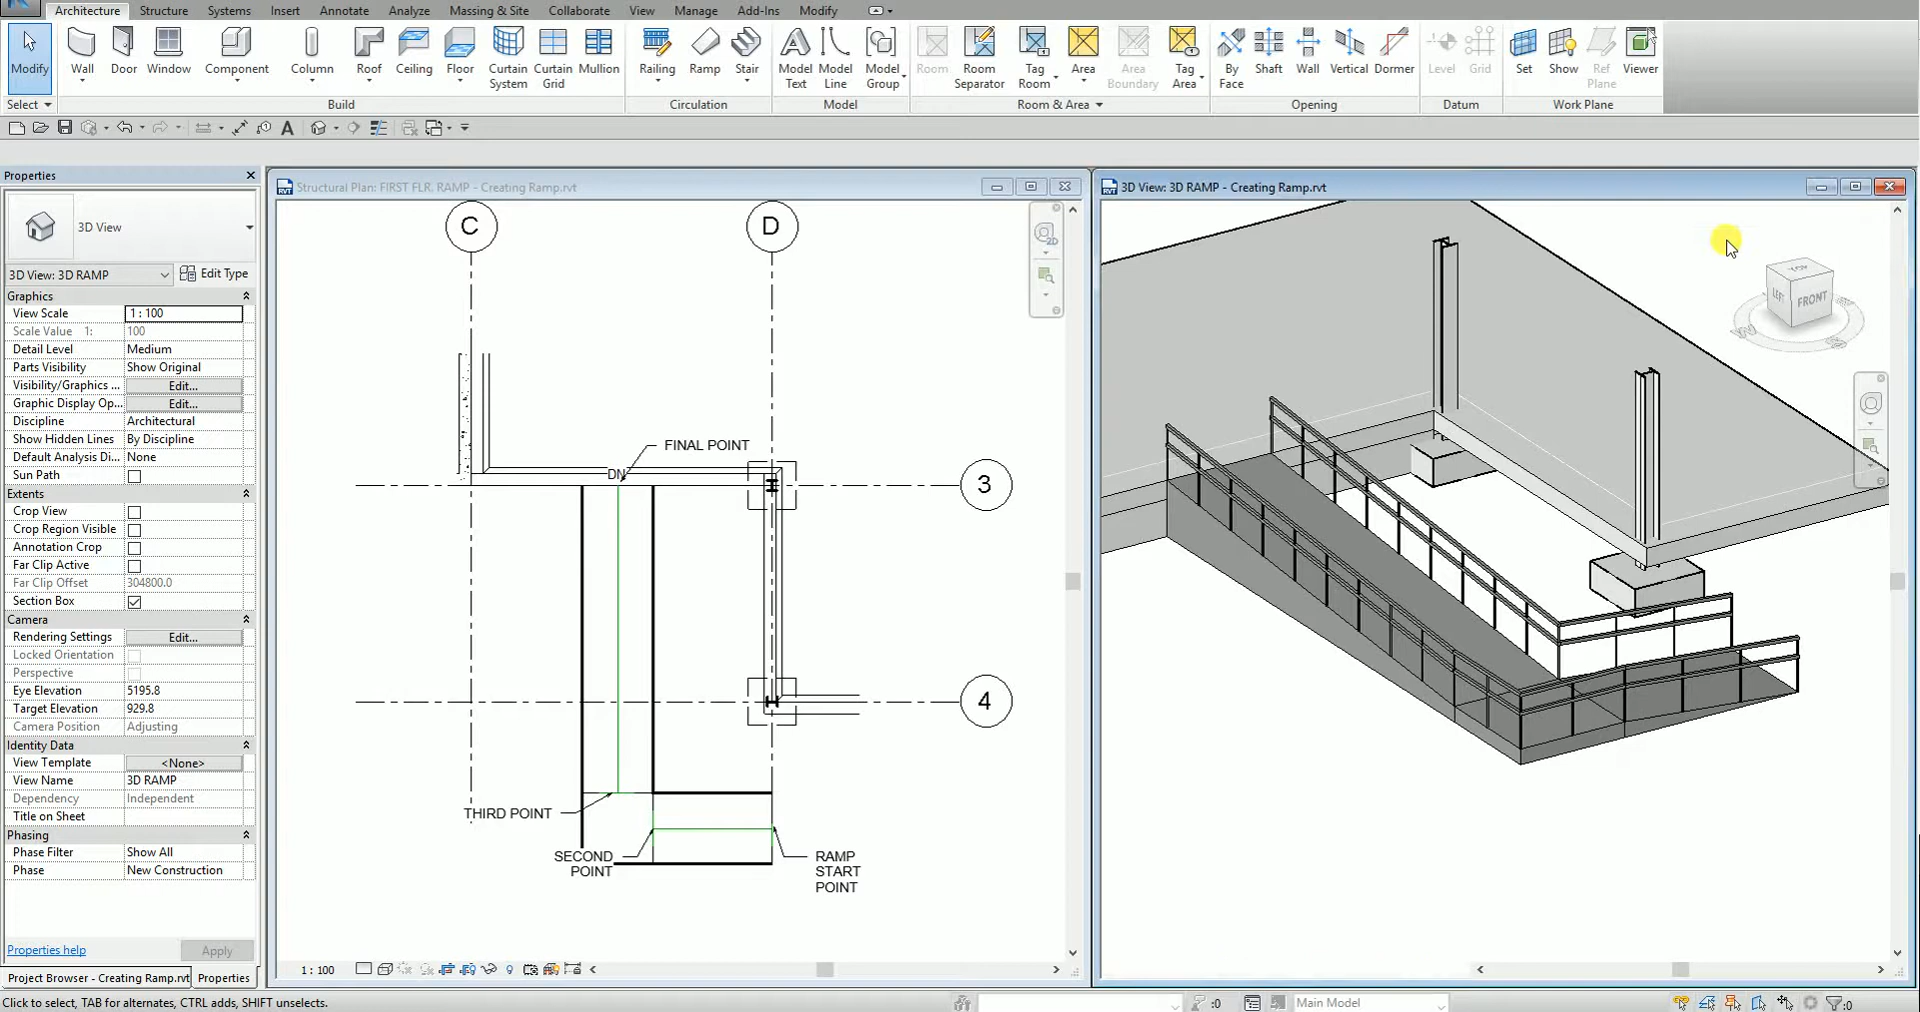 Architecture Structure Systems Insert Annotate Analyze Massing & Site Collaborate View Manage Add-Ins Modify
Modify Wall Door Window Component Column Roof Ceiling Floor Curtain System Curtain Grid Mullion Railing Ramp Stair Model Text Model Line Model Group Room Room Separator Tag Room Area Area Boundary Tag Area By Face Shaft Wall Vertical Dormer Level Grid Set Show Ref Plane Viewer
Select Build Circulation Model Room & Area Opening Datum Work Plane
Properties
3D View
3D View: 3D RAMP Edit Type
Graphics
View Scale 1 : 100
Scale Value 1: 100
Detail Level Medium
Parts Visibility Show Original
Visibility/Graphics ... Edit...
Graphic Display Op... Edit...
Discipline Architectural
Show Hidden Lines By Discipline
Default Analysis Di... None
Sun Path
Extents
Crop View
Crop Region Visible
Annotation Crop
Far Clip Active
Far Clip Offset 304800.0
Section Box
Camera
Rendering Settings Edit...
Locked Orientation
Perspective
Eye Elevation 5195.8
Target Elevation 929.8
Camera Position Adjusting
Identity Data
View Template <None>
View Name 3D RAMP
Dependency Independent
Title on Sheet
Phasing
Phase Filter Show All
Phase New Construction
Properties help Apply
Project Browser - Creating Ramp.rvt Properties
Structural Plan: FIRST FLR. RAMP - Creating Ramp.rvt
C D
2D
FINAL POINT
DN
3
4
THIRD POINT
SECOND
POINT
RAMP
START
POINT
1 : 100
3D View: 3D RAMP - Creating Ramp.rvt
TOP
LEFT FRONT
W S
Click to select, TAB for alternates, CTRL adds, SHIFT unselects.
:0 Main Model :0